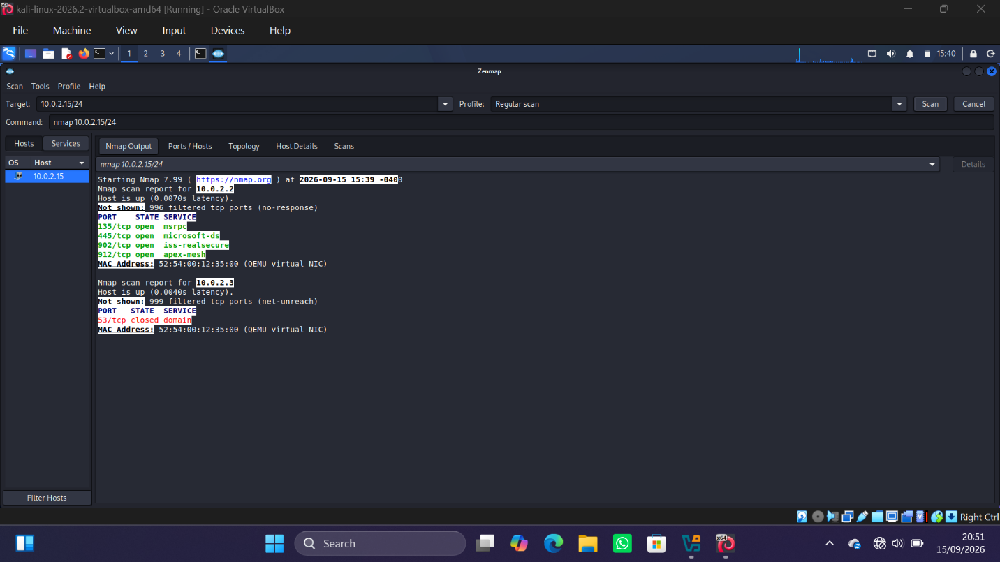 kali-linux-2026.2-virtualbox-amd64 [Running] - Oracle VirtualBox
File Machine View Input Devices Help
1 2 3 4 15:40
Zenmap
Scan Tools Profile Help
Target: 10.0.2.15/24 Profile: Regular scan Scan Cancel
Command: nmap 10.0.2.15/24
Hosts Services Nmap Output Ports / Hosts Topology Host Details Scans
OS Host nmap 10.0.2.15/24 Details
10.0.2.15
Starting Nmap 7.99 ( https://nmap.org ) at 2026-09-15 15:39 -0400
Nmap scan report for 10.0.2.2
Host is up (0.0070s latency).
Not shown: 996 filtered tcp ports (no-response)
PORT    STATE SERVICE
135/tcp open  msrpc
445/tcp open  microsoft-ds
902/tcp open  iss-realsecure
912/tcp open  apex-mesh
MAC Address: 52:54:00:12:35:00 (QEMU virtual NIC)
Nmap scan report for 10.0.2.3
Host is up (0.0040s latency).
Not shown: 999 filtered tcp ports (net-unreach)
PORT   STATE  SERVICE
53/tcp closed domain
MAC Address: 52:54:00:12:35:00 (QEMU virtual NIC)
Filter Hosts
Right Ctrl
Search
20:51
15/09/2026